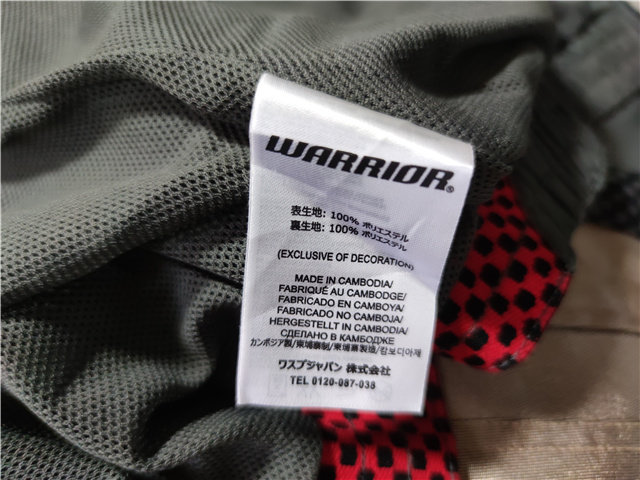 WARRIOR®
表生地: 100% ポリエステル
裏生地: 100% ポリエステル
(EXCLUSIVE OF DECORATION)
MADE IN CAMBODIA/
FABRIQUÉ AU CAMBODGE/
FABRICADO EN CAMBOYA/
FABRICADO NO CAMBOJA/
HERGESTELLT IN CAMBODIA/
СДЕЛАНО В КАМБОДЖЕ
カンボジア製/柬埔寨制/柬埔寨製造/캄보디아재
ワスプジャパン 株式会社
TEL 0120-087-038